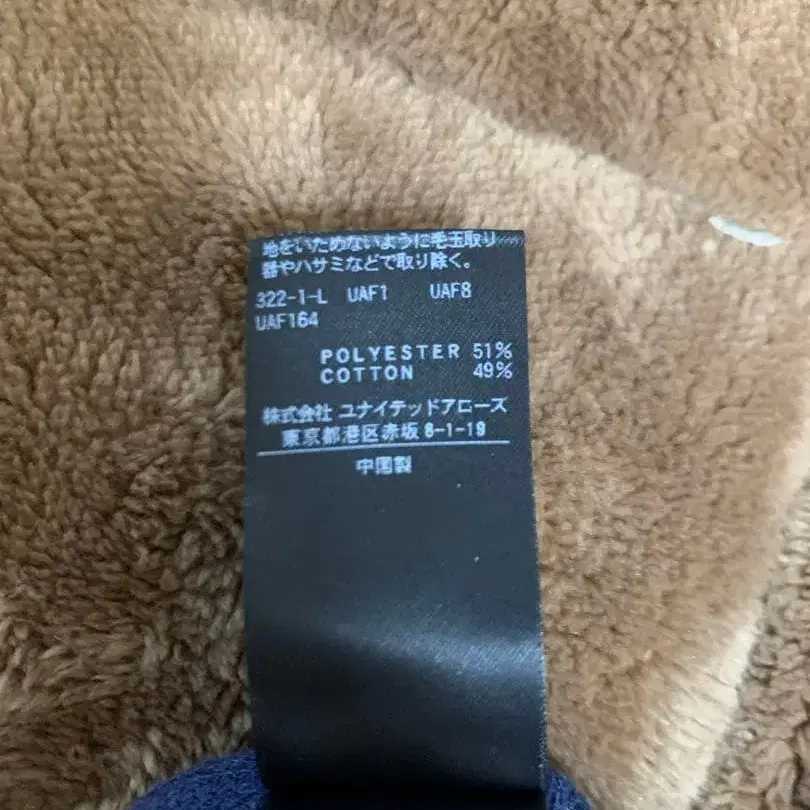 地をいためないように毛玉取り
器やハサミなどで取り除く。
322-1-L UAF1 UAF8
UAF164
POLYESTER 51%
COTTON 49%
株式会社 ユナイテッドアローズ
東京都港区赤坂8-1-19
中国製